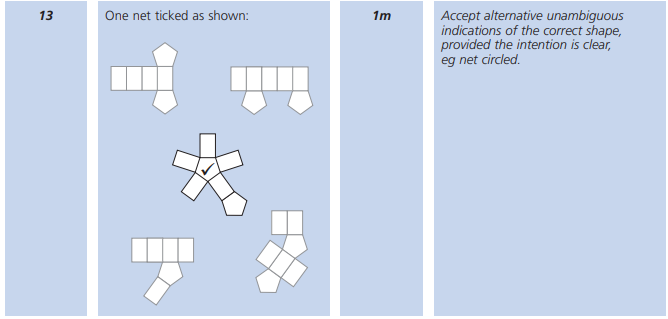 13
One net ticked as shown:
1m
Accept alternative unambiguous
indications of the correct shape,
provided the intention is clear,
eg net circled.